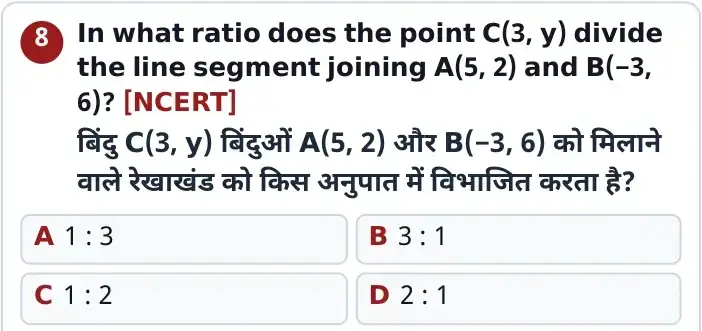 8 In what ratio does the point C(3, y) divide
the line segment joining A(5, 2) and B(−3,
6)? [NCERT]
बिंदु C(3, y) बिंदुओं A(5, 2) और B(−3, 6) को मिलाने
वाले रेखाखंड को किस अनुपात में विभाजित करता है?
A 1 : 3
B 3 : 1
C 1 : 2
D 2 : 1